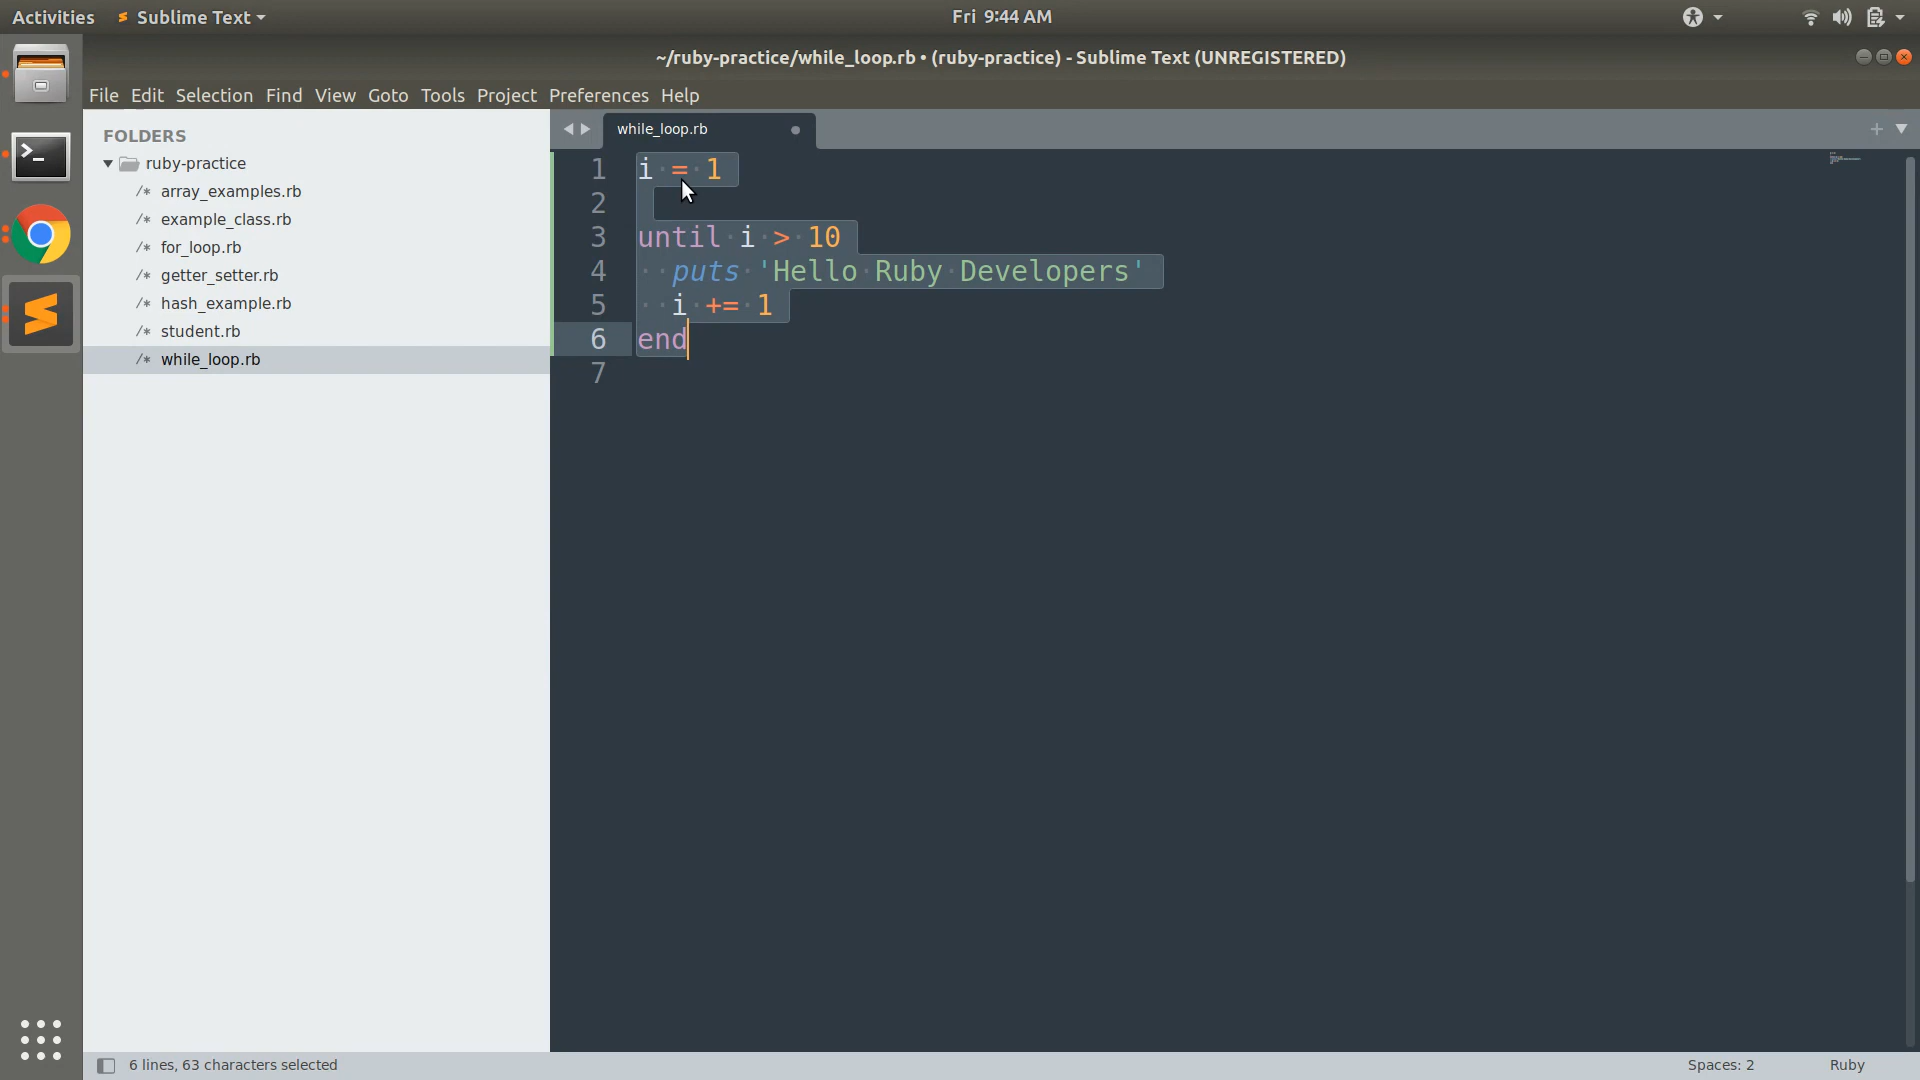 Activities Sublime Text Fri 9:44 AM
~/ruby-practice/while_loop.rb • (ruby-practice) - Sublime Text (UNREGISTERED)
File Edit Selection Find View Goto Tools Project Preferences Help
FOLDERS
ruby-practice
/* array_examples.rb
/* example_class.rb
/* for_loop.rb
/* getter_setter.rb
/* hash_example.rb
/* student.rb
/* while_loop.rb
while_loop.rb
1 i = 1
2
3 until i > 10
4   puts 'Hello Ruby Developers'
5   i += 1
6 end
7
6 lines, 63 characters selected Spaces: 2 Ruby